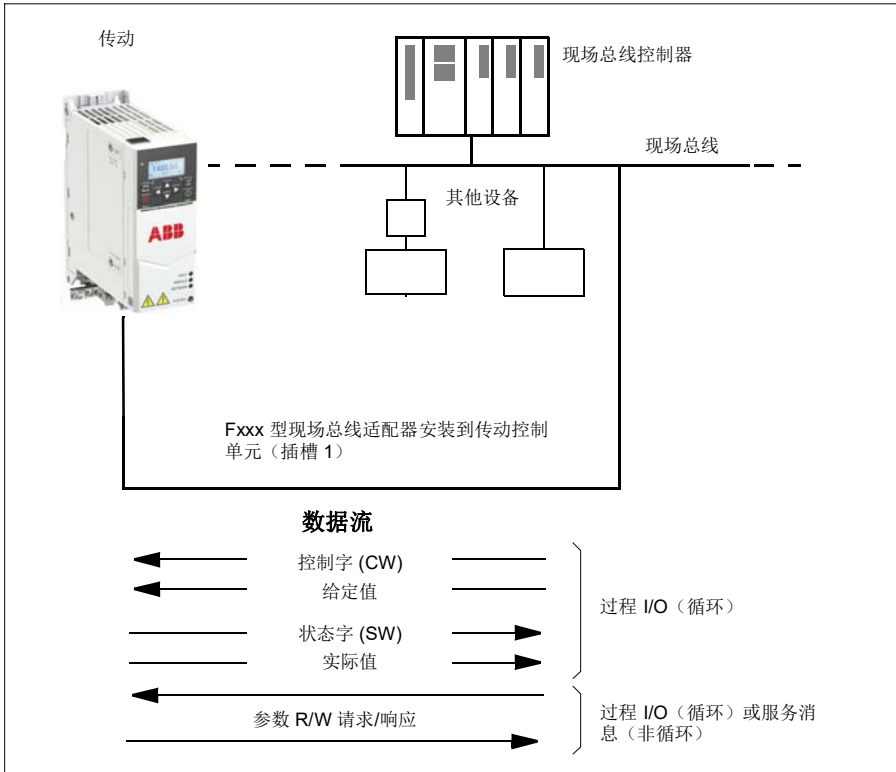 传动
现场总线控制器
现场总线
其他设备
ABB
Fxxx 型现场总线适配器安装到传动控制
单元（插槽 1）
数据流
控制字 (CW)
给定值
过程 I/O（循环）
状态字 (SW)
实际值
参数 R/W 请求/响应
过程 I/O（循环）或服务消
息（非循环）